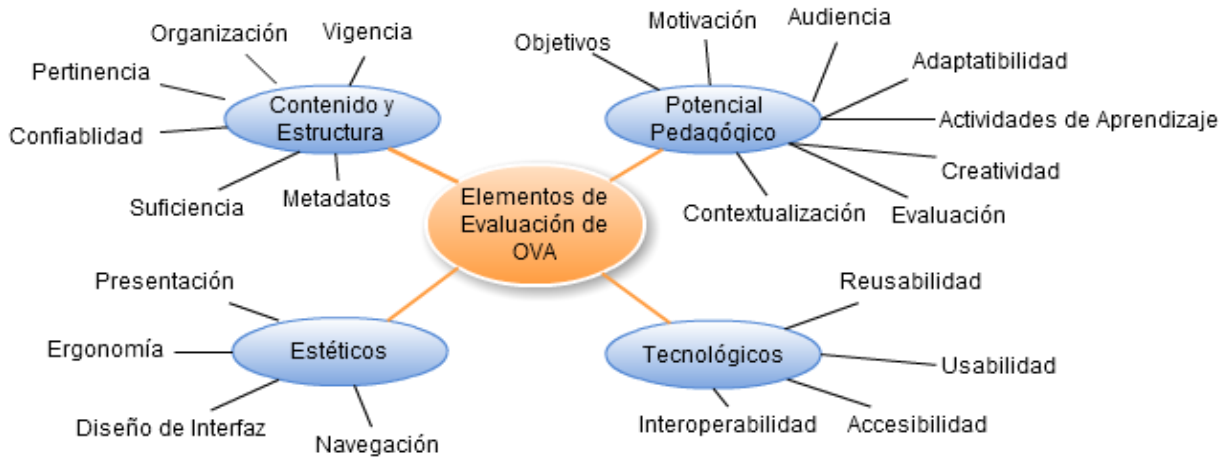 Organización
Vigencia
Pertinencia
Confiablidad
Contenido y
Estructura
Suficiencia
Metadatos
Objetivos
Motivación
Audiencia
Adaptatibilidad
Potencial
Pedagógico
Actividades de Aprendizaje
Creatividad
Contextualización
Evaluación
Elementos de
Evaluación de
OVA
Presentación
Ergonomía
Estéticos
Diseño de Interfaz
Navegación
Reusabilidad
Tecnológicos
Usabilidad
Interoperabilidad
Accesibilidad